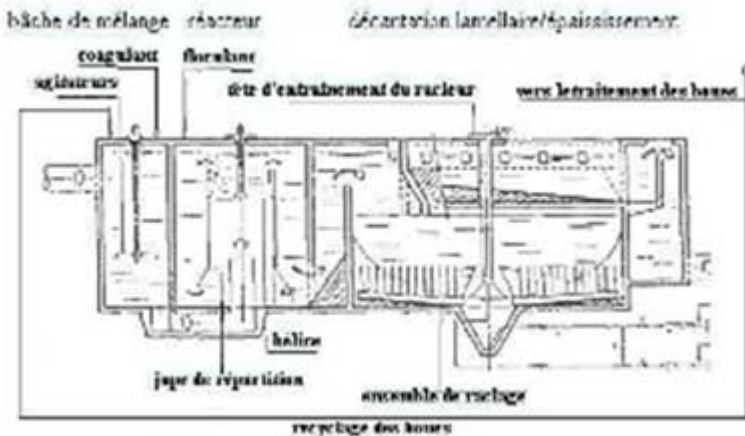 bâche de mélange réacteur décantation lamellaire/épaississement
coagulant floculant
agitateurs tête d'entraînement du racleur vers le traitement des boues
hélice
jupe de répartition
ensemble de raclage
recyclage des boues